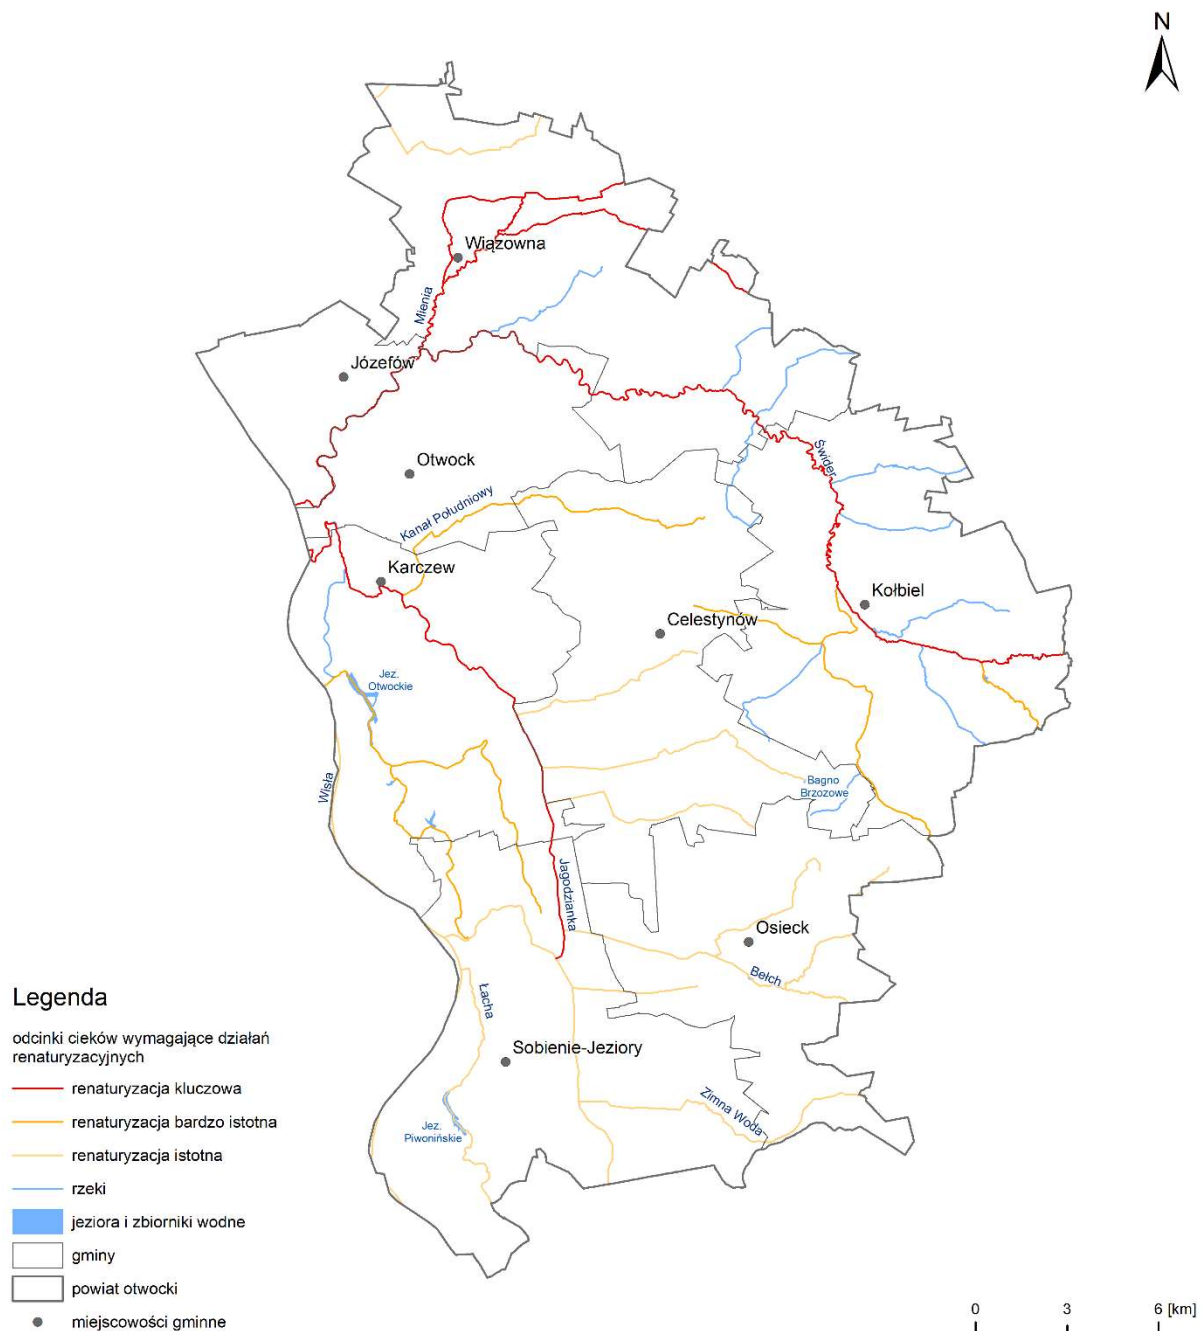 N
Wiązowna
Mienia
Józefów
Otwock
Świder
Kanał Południowy
Karczew
Kołbiel
Celestynów
Jez.
Otwockie
Wisła
Bagno
Brzozowe
Jagodzianka
Osieck
Bełch
Łacha
Sobienie-Jeziory
Zimna Woda
Jez.
Piwonińskie
Legenda
odcinki cieków wymagające działań
renaturyzacyjnych
renaturyzacja kluczowa
renaturyzacja bardzo istotna
renaturyzacja istotna
rzeki
jeziora i zbiorniki wodne
gminy
powiat otwocki
miejscowości gminne
0 3 6 [km]